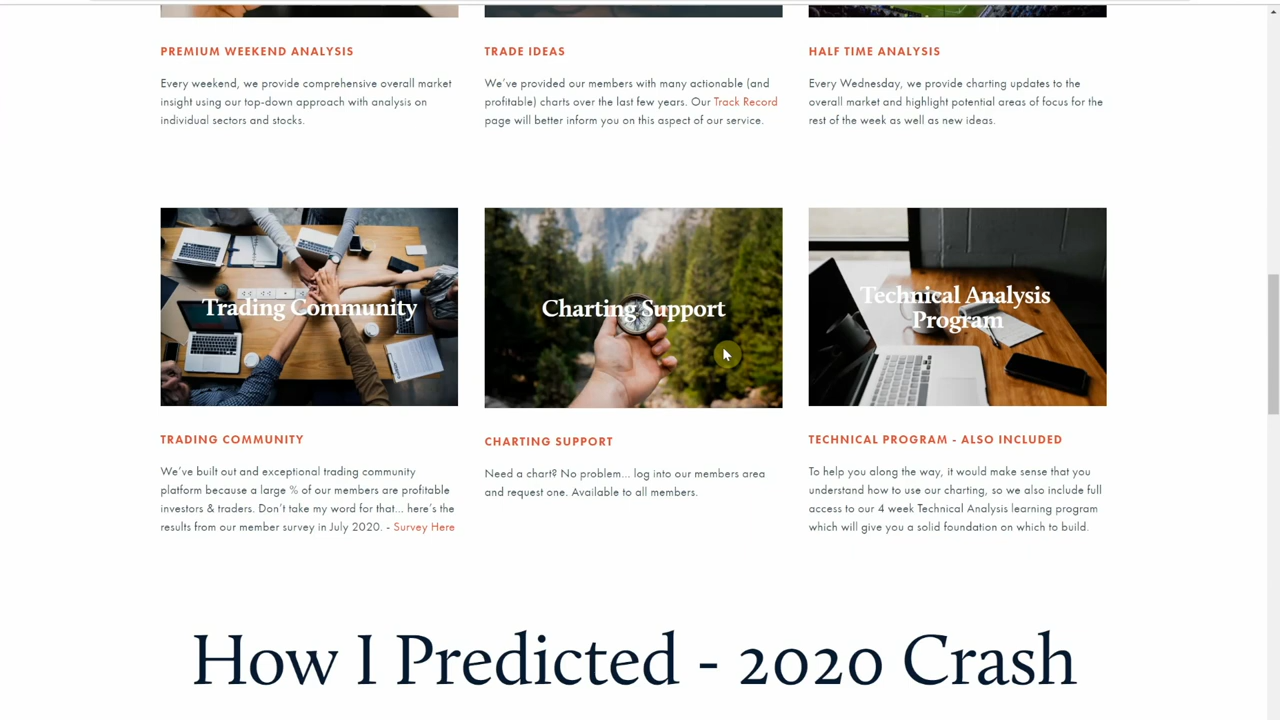 PREMIUM WEEKEND ANALYSIS
Every weekend, we provide comprehensive overall market
insight using our top-down approach with analysis on
individual sectors and stocks.
TRADE IDEAS
We've provided our members with many actionable (and
profitable) charts over the last few years. Our Track Record
page will better inform you on this aspect of our service.
HALF TIME ANALYSIS
Every Wednesday, we provide charting updates to the
overall market and highlight potential areas of focus for the
rest of the week as well as new ideas.
Trading Community
TRADING COMMUNITY
We've built out and exceptional trading community
platform because a large % of our members are profitable
investors & traders. Don't take my word for that... here's the
results from our member survey in July 2020. - Survey Here
Charting Support
CHARTING SUPPORT
Need a chart? No problem... log into our members area
and request one. Available to all members.
Technical Analysis
Program
TECHNICAL PROGRAM - ALSO INCLUDED
To help you along the way, it would make sense that you
understand how to use our charting, so we also include full
access to our 4 week Technical Analysis learning program
which will give you a solid foundation on which to build.
How I Predicted - 2020 Crash